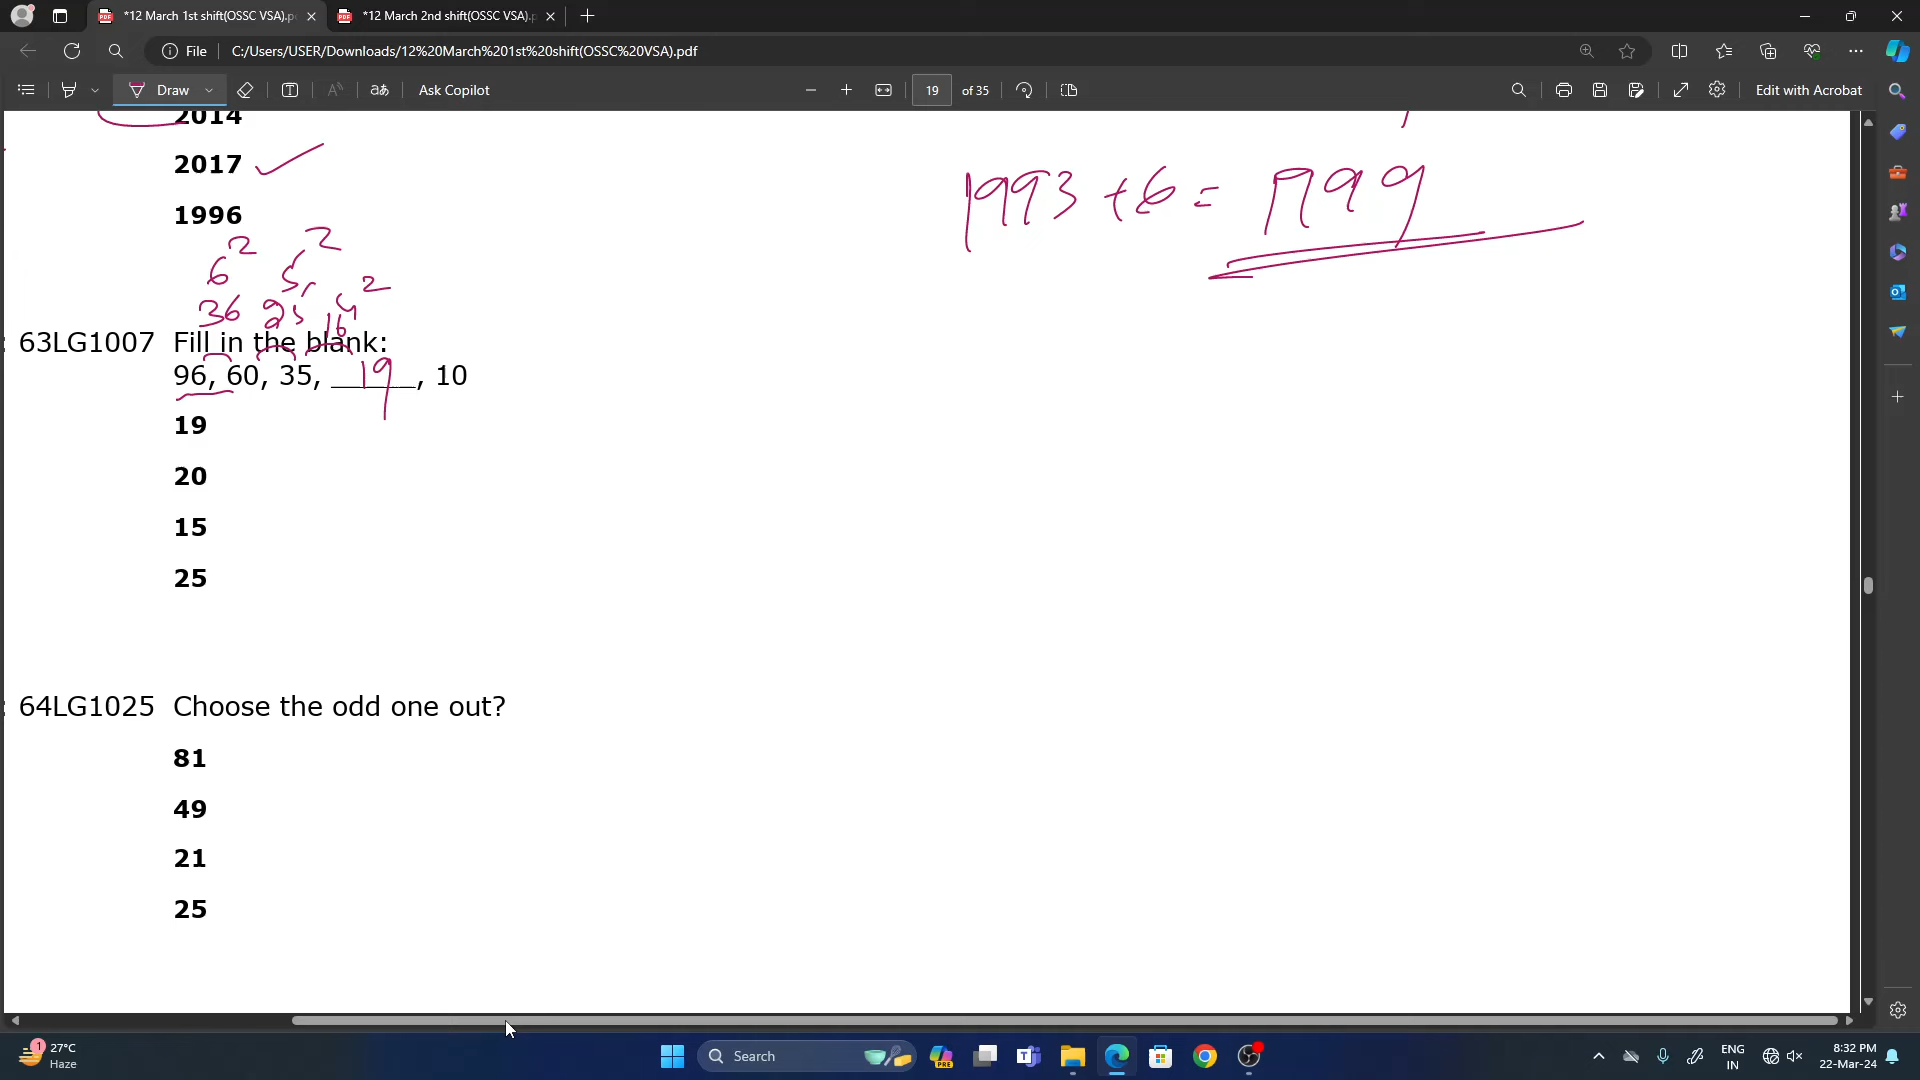 *12 March 1st shift(OSSC VSA).p
*12 March 2nd shift(OSSC VSA).p
File
C:/Users/USER/Downloads/12%20March%201st%20shift(OSSC%20VSA).pdf
Draw
aあ
Ask Copilot
19 of 35
Edit with Acrobat
2014
2017
1996
1993 + 6 = 1999
6² 5² 4²
36 25 16
63LG1007 Fill in the blank:
96, 60, 35, 19, 10
19
20
15
25
64LG1025 Choose the odd one out?
81
49
21
25
1
27°C
Haze
Search
PRE
ENG
IN
8:32 PM
22-Mar-24